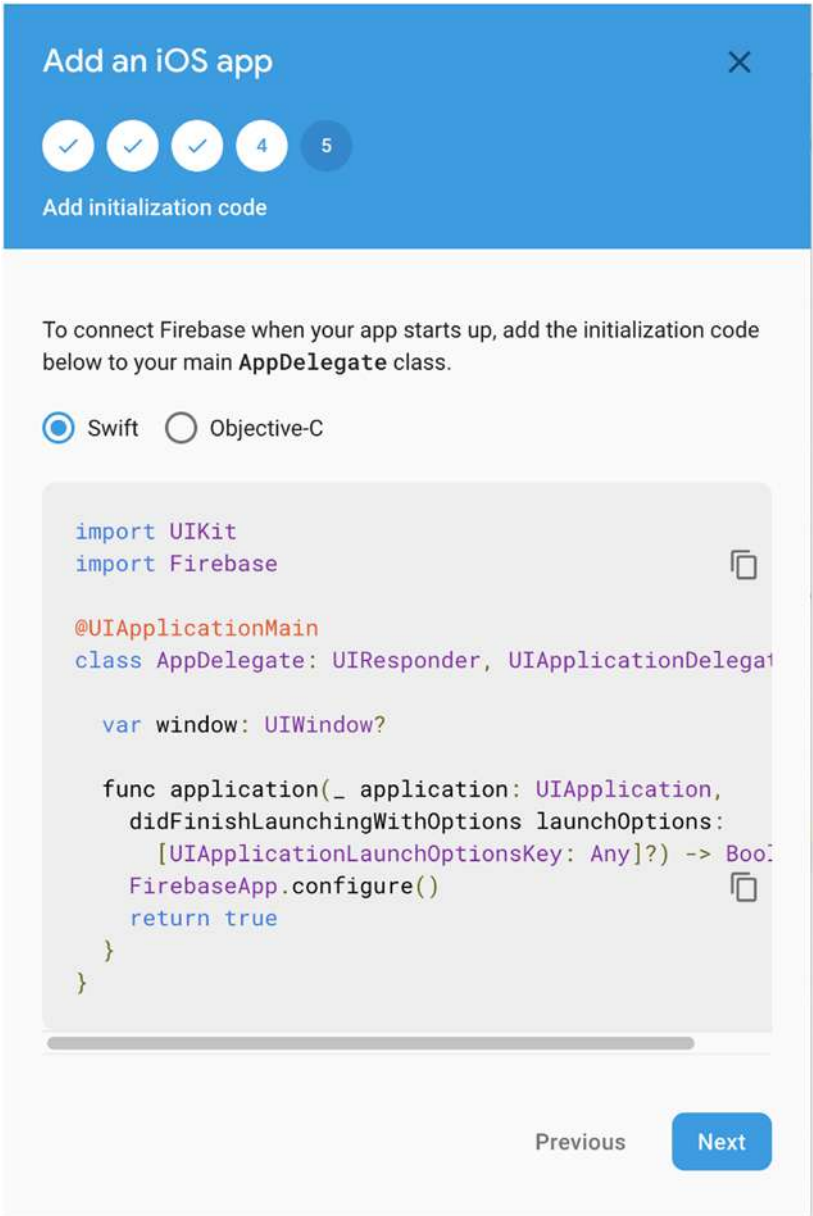 Add an iOS app
4 5
Add initialization code
To connect Firebase when your app starts up, add the initialization code
below to your main AppDelegate class.
Swift Objective-C
import UIKit
import Firebase
@UIApplicationMain
class AppDelegate: UIResponder, UIApplicationDelegat
var window: UIWindow?
func application(_ application: UIApplication,
didFinishLaunchingWithOptions launchOptions:
[UIApplicationLaunchOptionsKey: Any]?) -> Bool
FirebaseApp.configure()
return true
}
}
Previous Next